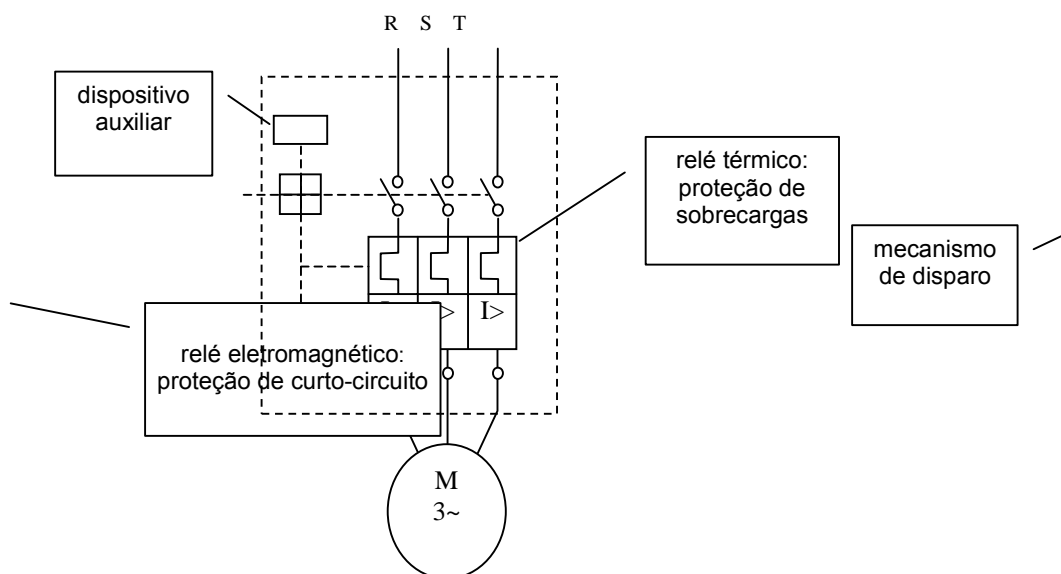 R S T
dispositivo
auxiliar
relé térmico:
proteção de
sobrecargas
mecanismo
de disparo
I>
relé eletromagnético:
proteção de curto-circuito
M
3~